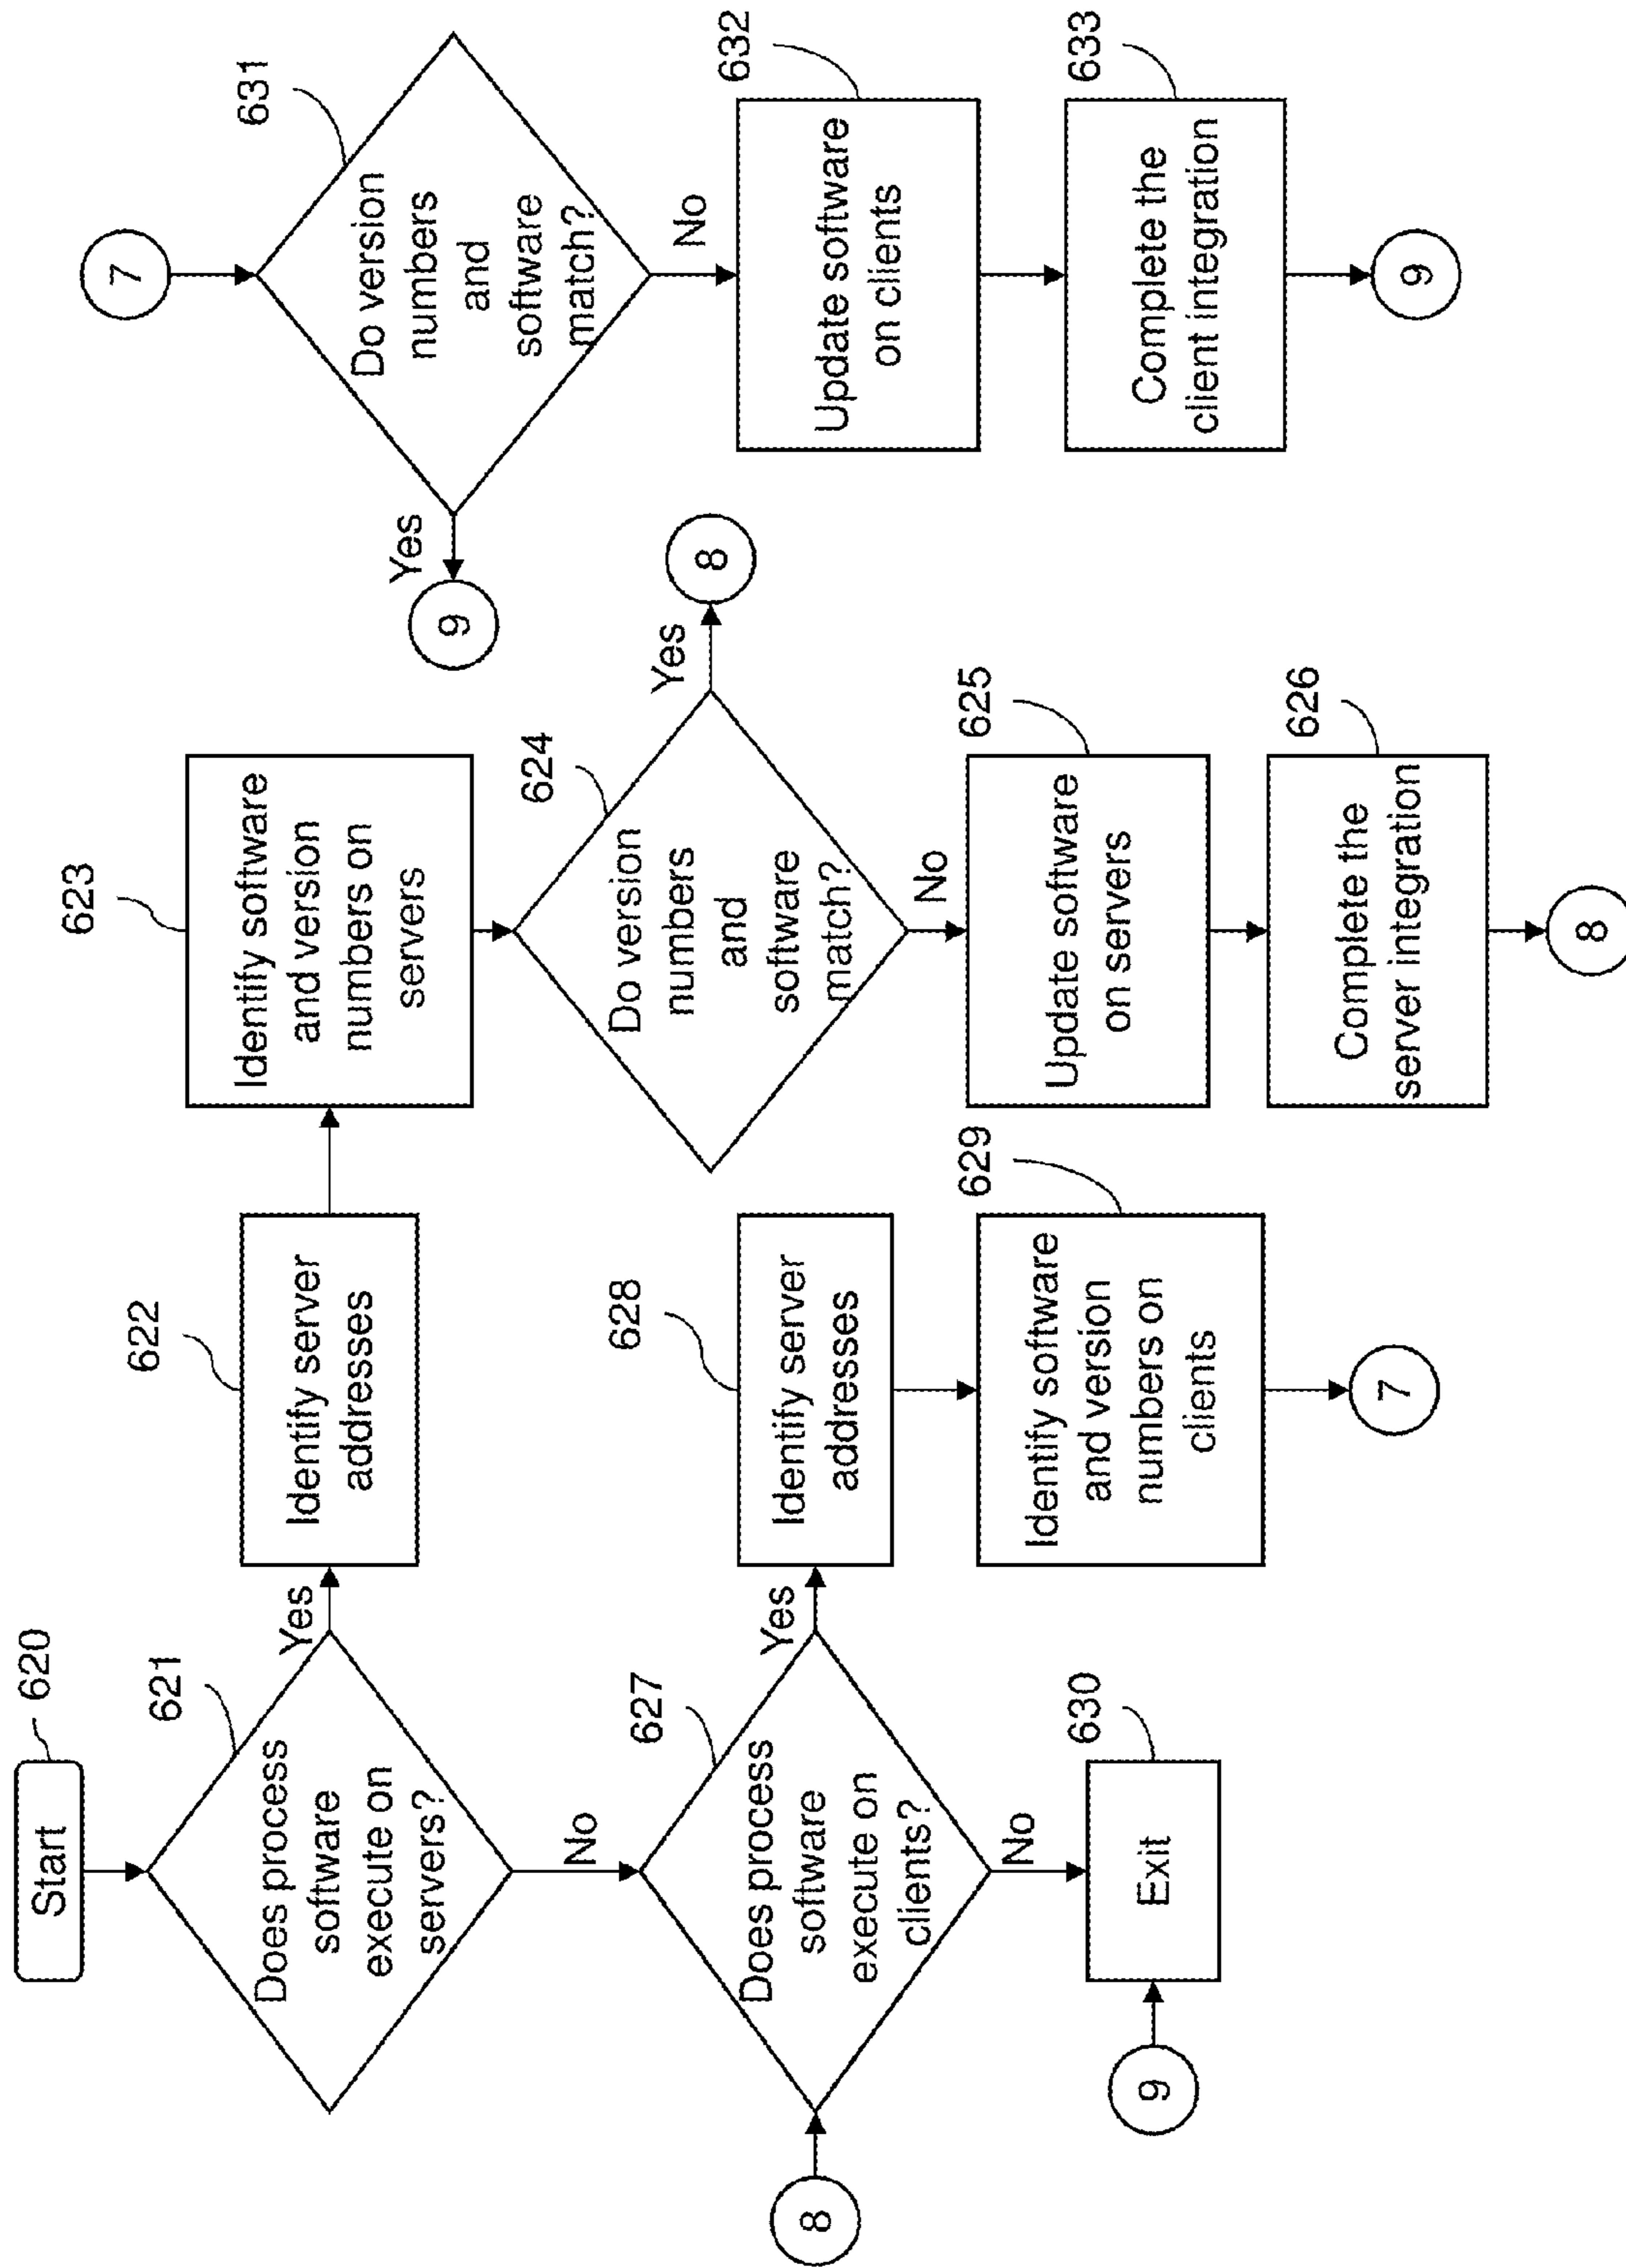 Start
620
Does process
software
execute on
servers?
621
Yes
No
Identify server
addresses
622
Identify software
and version
numbers on
servers
623
Do version
numbers
and
software
match?
624
Yes
8
No
Update software
on servers
625
Complete the
server integration
626
8
8
Does process
software
execute on
clients?
627
Yes
No
Identify server
addresses
628
Identify software
and version
numbers on
clients
629
7
9
Exit
630
7
Do version
numbers
and
software
match?
631
Yes
9
No
Update software
on clients
632
Complete the
client integration
633
9